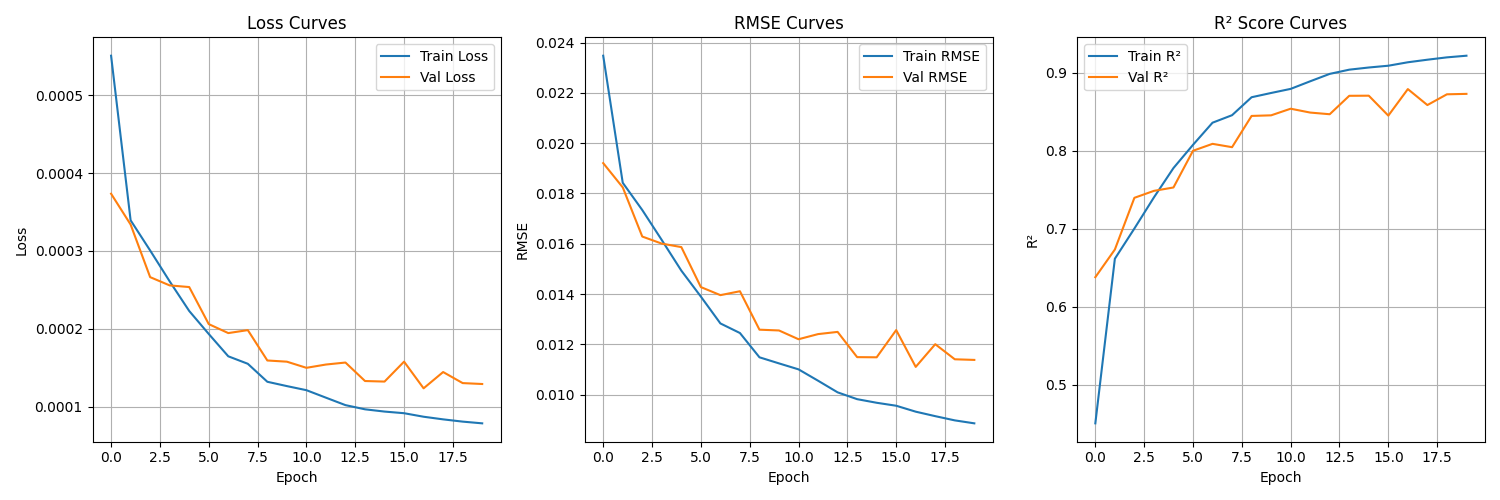 Loss Curves
Train Loss
Val Loss
0.0005
0.0004
0.0003
0.0002
0.0001
Loss
0.0 2.5 5.0 7.5 10.0 12.5 15.0 17.5
Epoch
RMSE Curves
Train RMSE
Val RMSE
0.024
0.022
0.020
0.018
0.016
0.014
0.012
0.010
RMSE
0.0 2.5 5.0 7.5 10.0 12.5 15.0 17.5
Epoch
R² Score Curves
Train R²
Val R²
0.9
0.8
0.7
0.6
0.5
R²
0.0 2.5 5.0 7.5 10.0 12.5 15.0 17.5
Epoch